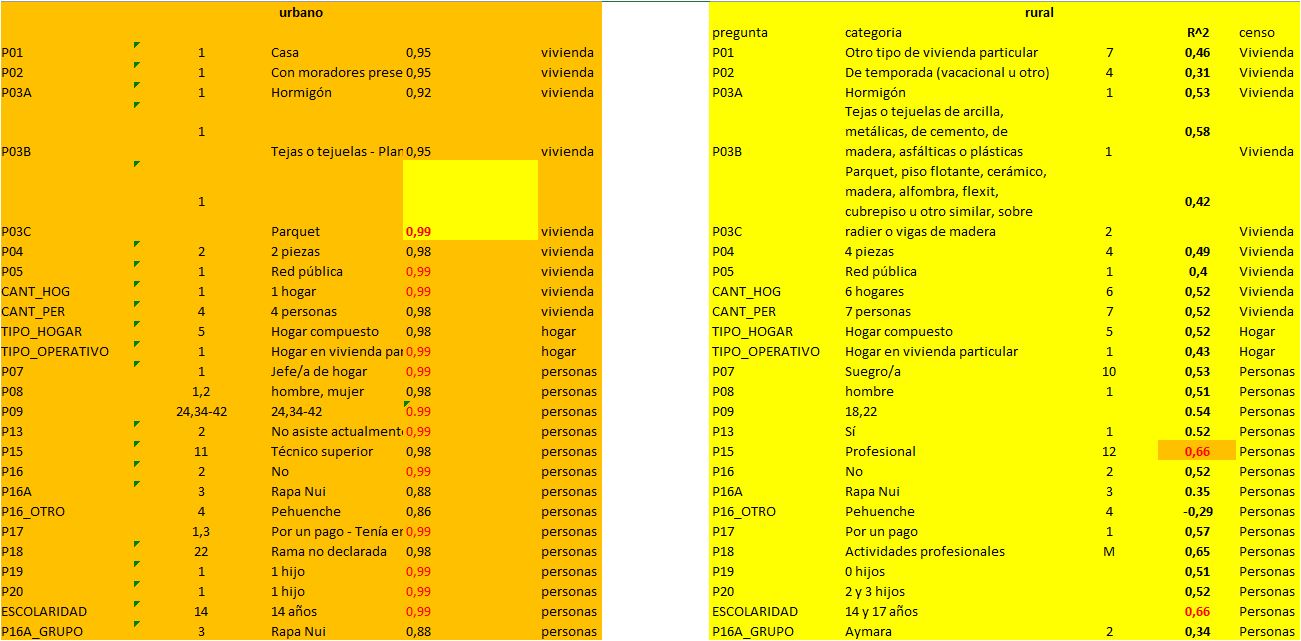 urbano
P01 1 Casa 0,95 vivienda
P02 1 Con moradores prese 0,95 vivienda
P03A 1 Hormigón 0,92 vivienda
1
P03B Tejas o tejuelas - Plar 0,95 vivienda
1
P03C Parquet 0,99 vivienda
P04 2 2 piezas 0,98 vivienda
P05 1 Red pública 0,99 vivienda
CANT_HOG 1 1 hogar 0,99 vivienda
CANT_PER 4 4 personas 0,98 vivienda
TIPO_HOGAR 5 Hogar compuesto 0,98 hogar
TIPO_OPERATIVO 1 Hogar en vivienda par 0,99 hogar
P07 1 Jefe/a de hogar 0,99 personas
P08 1,2 hombre, mujer 0,98 personas
P09 24,34-42 24,34-42 0.99 personas
P13 2 No asiste actualment 0,99 personas
P15 11 Técnico superior 0,98 personas
P16 2 No 0,99 personas
P16A 3 Rapa Nui 0,88 personas
P16_OTRO 4 Pehuenche 0,86 personas
P17 1,3 Por un pago - Tenía er 0,99 personas
P18 22 Rama no declarada 0,98 personas
P19 1 1 hijo 0,99 personas
P20 1 1 hijo 0,99 personas
ESCOLARIDAD 14 14 años 0,99 personas
P16A_GRUPO 3 Rapa Nui 0,88 personas
rural
pregunta categoria R^2 censo
P01 Otro tipo de vivienda particular 7 0,46 Vivienda
P02 De temporada (vacacional u otro) 4 0,31 Vivienda
P03A Hormigón 1 0,53 Vivienda
Tejas o tejuelas de arcilla,
metálicas, de cemento, de 0,58
P03B madera, asfálticas o plásticas 1 Vivienda
Parquet, piso flotante, cerámico,
madera, alfombra, flexit,
cubrepiso u otro similar, sobre 0,42
P03C radier o vigas de madera 2 Vivienda
P04 4 piezas 4 0,49 Vivienda
P05 Red pública 1 0,4 Vivienda
CANT_HOG 6 hogares 6 0,52 Vivienda
CANT_PER 7 personas 7 0,52 Vivienda
TIPO_HOGAR Hogar compuesto 5 0,52 Hogar
TIPO_OPERATIVO Hogar en vivienda particular 1 0,43 Hogar
P07 Suegro/a 10 0,53 Personas
P08 hombre 1 0,51 Personas
P09 18,22 0.54 Personas
P13 Sí 1 0.52 Personas
P15 Profesional 12 0,66 Personas
P16 No 2 0,52 Personas
P16A Rapa Nui 3 0.35 Personas
P16_OTRO Pehuenche 4 -0,29 Personas
P17 Por un pago 1 0,57 Personas
P18 Actividades profesionales M 0,65 Personas
P19 0 hijos 0,51 Personas
P20 2 y 3 hijos 0,52 Personas
ESCOLARIDAD 14 y 17 años 0,66 Personas
P16A_GRUPO Aymara 2 0,34 Personas